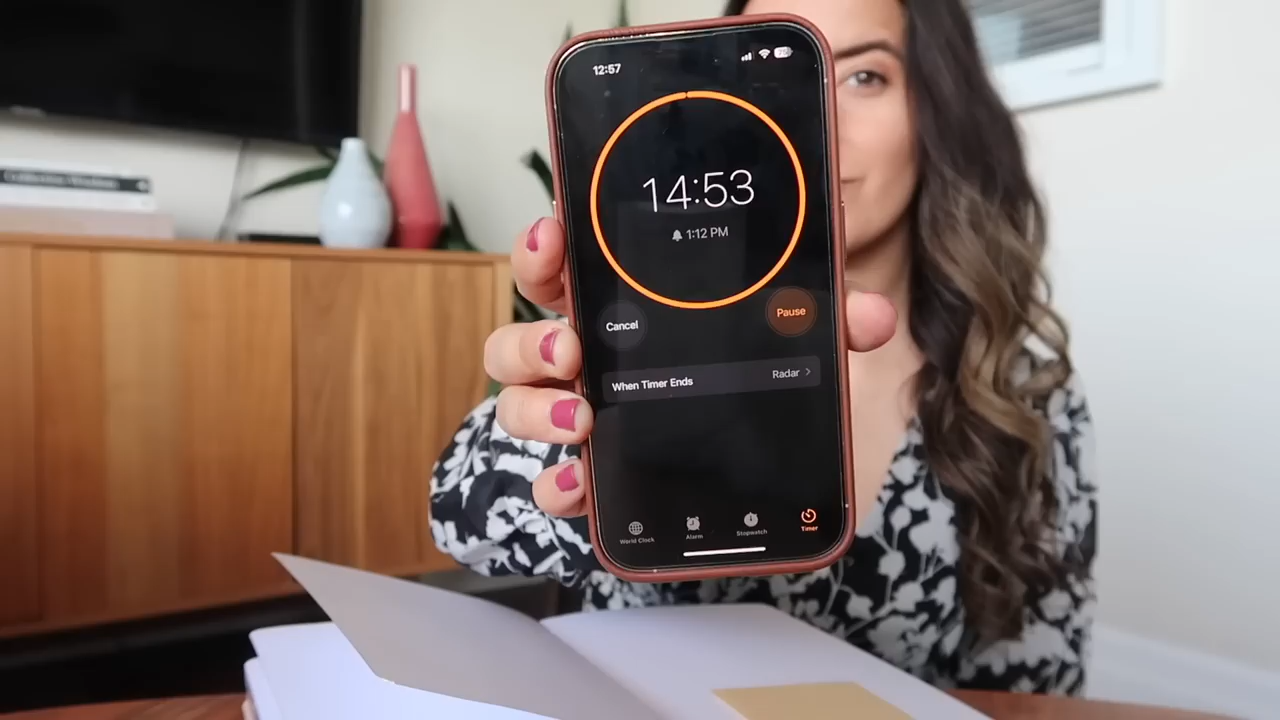 12:57
14:53
1:12 PM
Cancel
Pause
When Timer Ends
Radar
World Clock
Alarm
Stopwatch
Timer